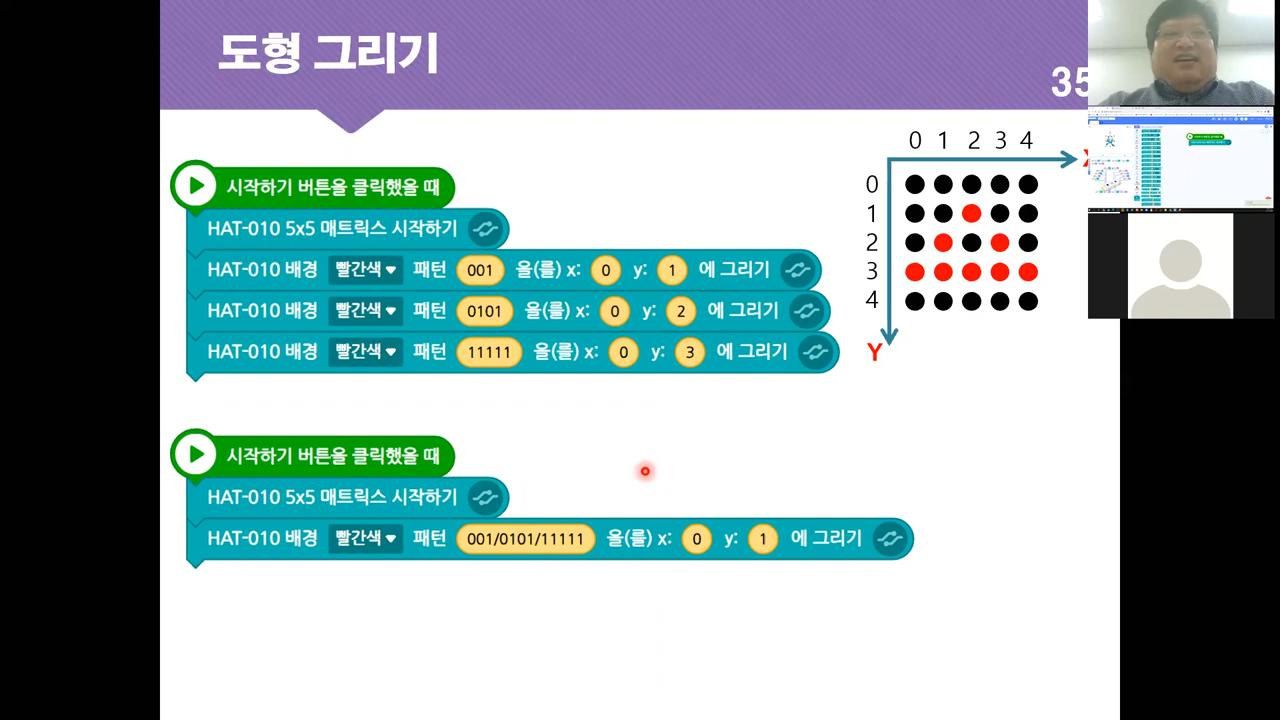 도형 그리기
35
시작하기 버튼을 클릭했을 때
HAT-010 5x5 매트릭스 시작하기
HAT-010 배경 빨간색 패턴 001 을(를) x: 0 y: 1 에 그리기
HAT-010 배경 빨간색 패턴 0101 을(를) x: 0 y: 2 에 그리기
HAT-010 배경 빨간색 패턴 11111 을(를) x: 0 y: 3 에 그리기
0 1 2 3 4
0
1
2
3
4
Y
시작하기 버튼을 클릭했을 때
HAT-010 5x5 매트릭스 시작하기
HAT-010 배경 빨간색 패턴 001/0101/11111 을(를) x: 0 y: 1 에 그리기